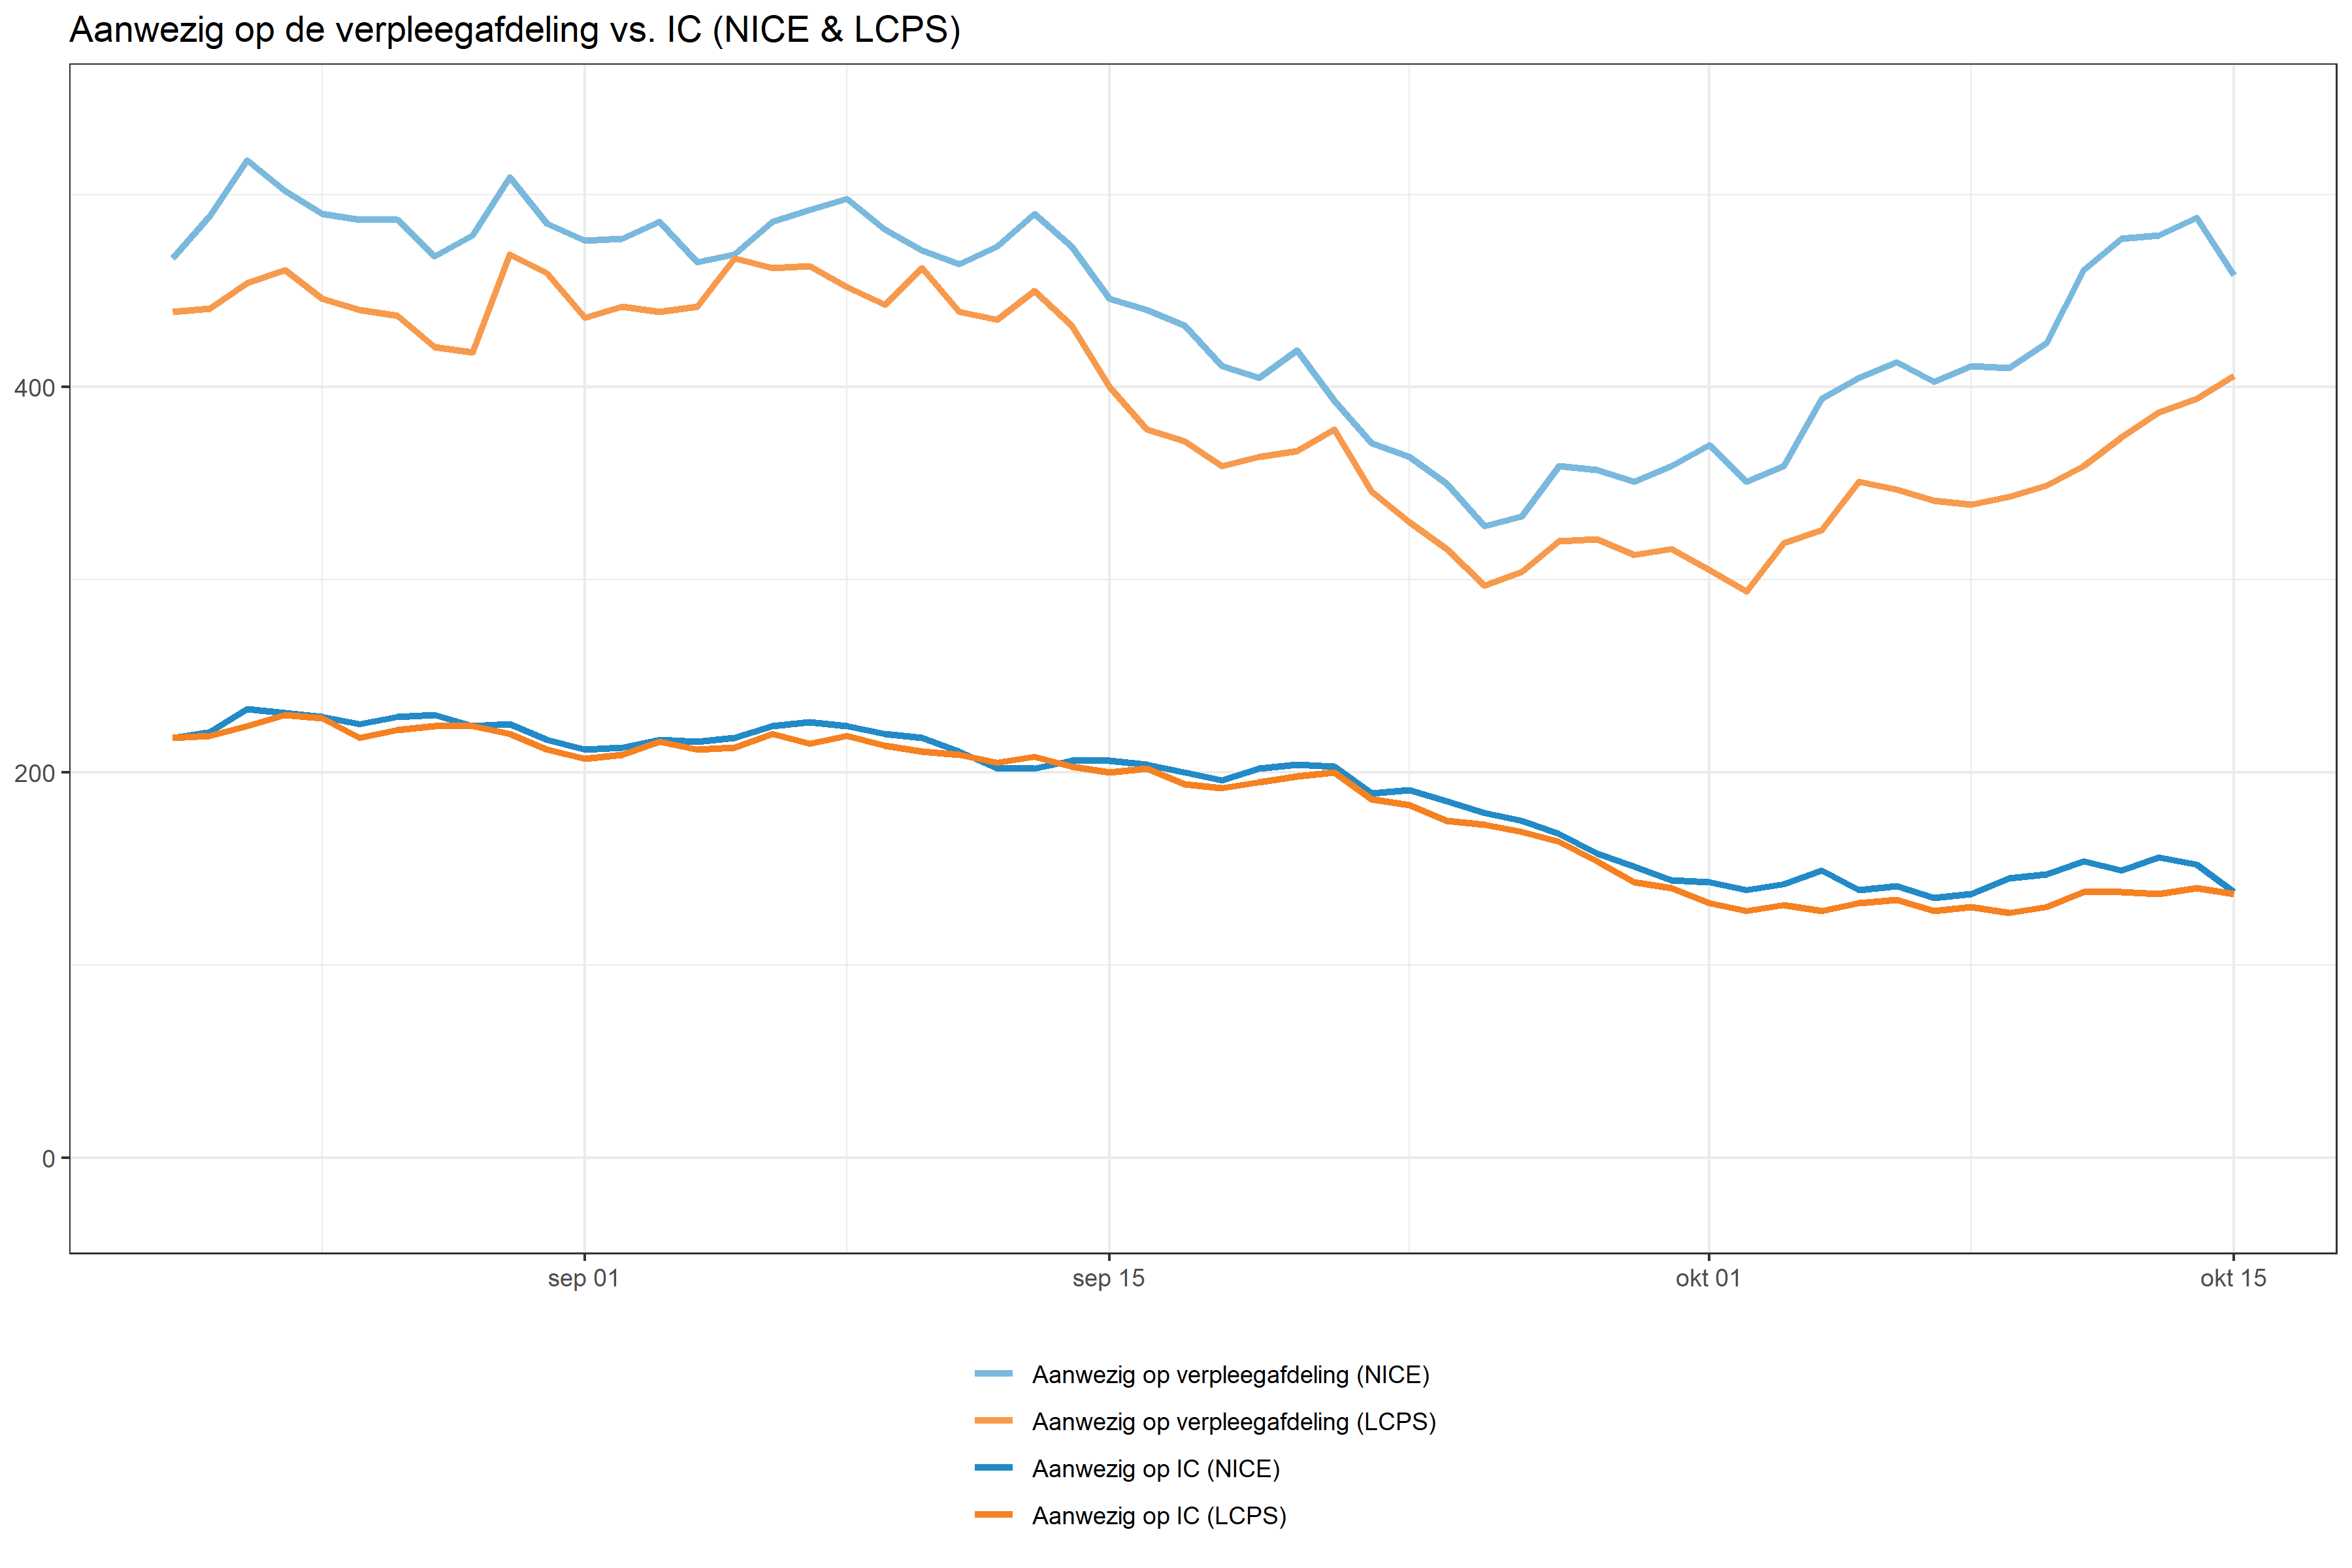 Aanwezig op de verpleegafdeling vs. IC (NICE & LCPS)
400
200
0
sep 01
sep 15
okt 01
okt 15
Aanwezig op verpleegafdeling (NICE)
Aanwezig op verpleegafdeling (LCPS)
Aanwezig op IC (NICE)
Aanwezig op IC (LCPS)